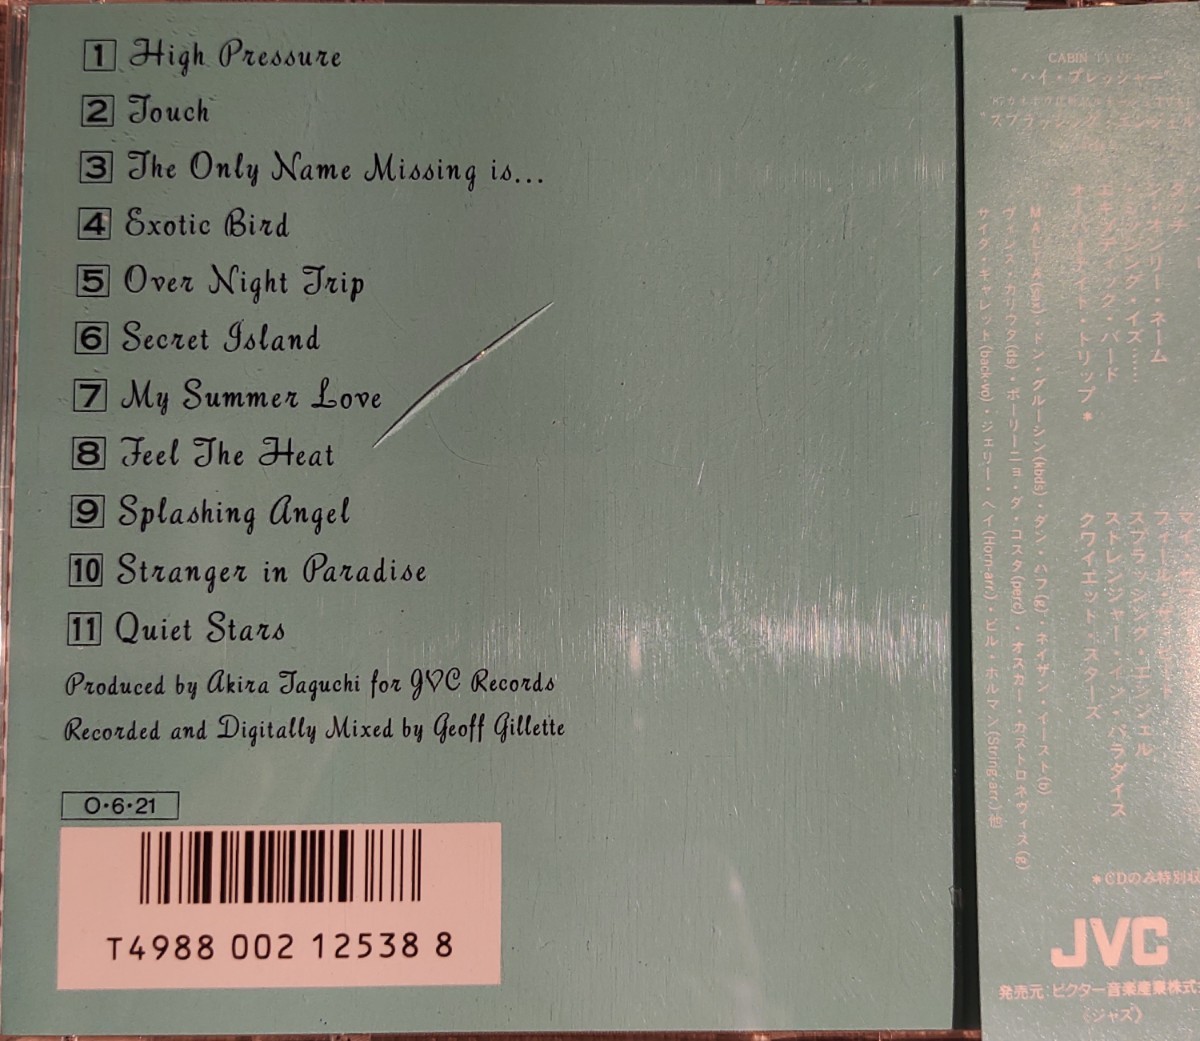 1 High Pressure
2 Touch
3 The Only Name Missing is...
4 Exotic Bird
5 Over Night Trip
6 Secret Island
7 My Summer Love
8 Feel The Heat
9 Splashing Angel
10 Stranger in Paradise
11 Quiet Stars
Produced by Akira Taguchi for JVC Records
Recorded and Digitally Mixed by Geoff Gillette
O・6・21
T4988 002 12538 8
CABIN
"ハイ・プレッシャー"
"スプラッシング・エンジェル
タッチ
オンリー・ネーム
イズ……
エキゾティック・バード
オーバーナイト・トリップ*
フィール・ザ・ヒート
スプラッシング・エンジェル
ストレンジャー・イン・パラダイス
クワイエット・スターズ
MALTA(sax)・ドン・グルーシン(kbds)・ダン・ハフ(g)・ネイザン・イースト(b)
ヴィンス・カリウタ(ds)・ポーリーニョ・ダ・コスタ(perc)・オスカー・カストロネヴィス(g)
サイダ・ギャレット(back-vo)・ジェリー・ヘイ(Horn-arr.)・ビル・ホルマン(String-arr.)他
*CDのみ特別収
JVC
発売元:ビクター音楽産業株式
《ジャズ》